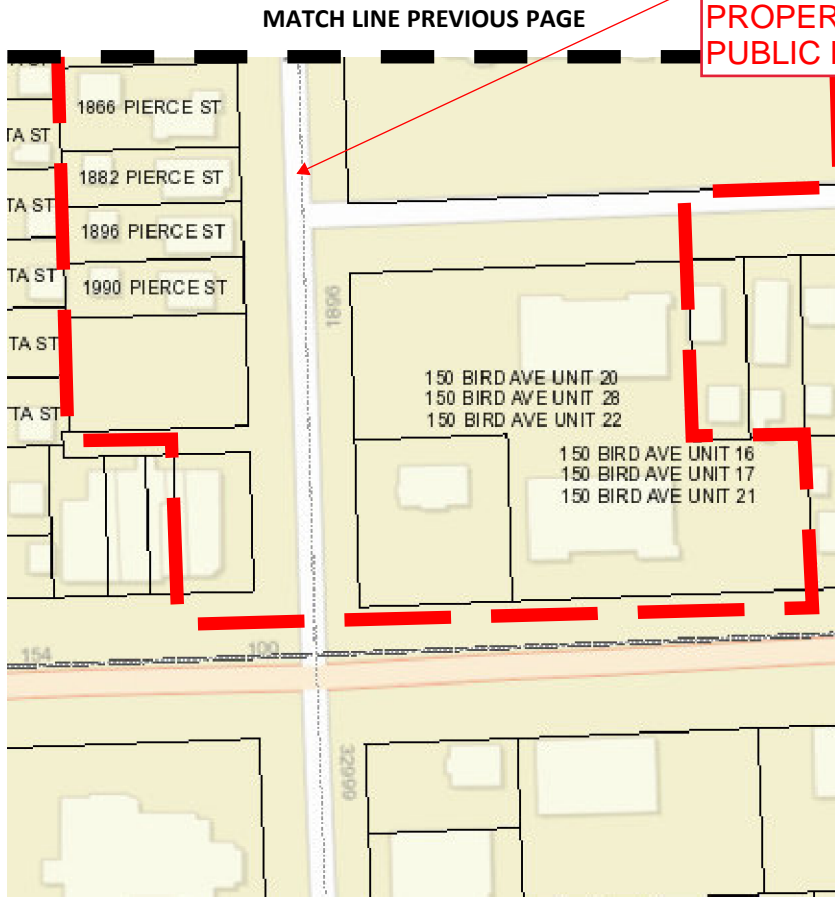 MATCH LINE PREVIOUS PAGE
PUBLIC
1866 PIERCE ST
TA ST
1882 PIERCE ST
TA ST
1896 PIERCE ST
TA ST
1990 PIERCE ST
1896
TA ST
TA ST
150 BIRD AVE UNIT 20
150 BIRD AVE UNIT 28
150 BIRD AVE UNIT 22
150 BIRD AVE UNIT 16
150 BIRD AVE UNIT 17
150 BIRD AVE UNIT 21
154
100
32999